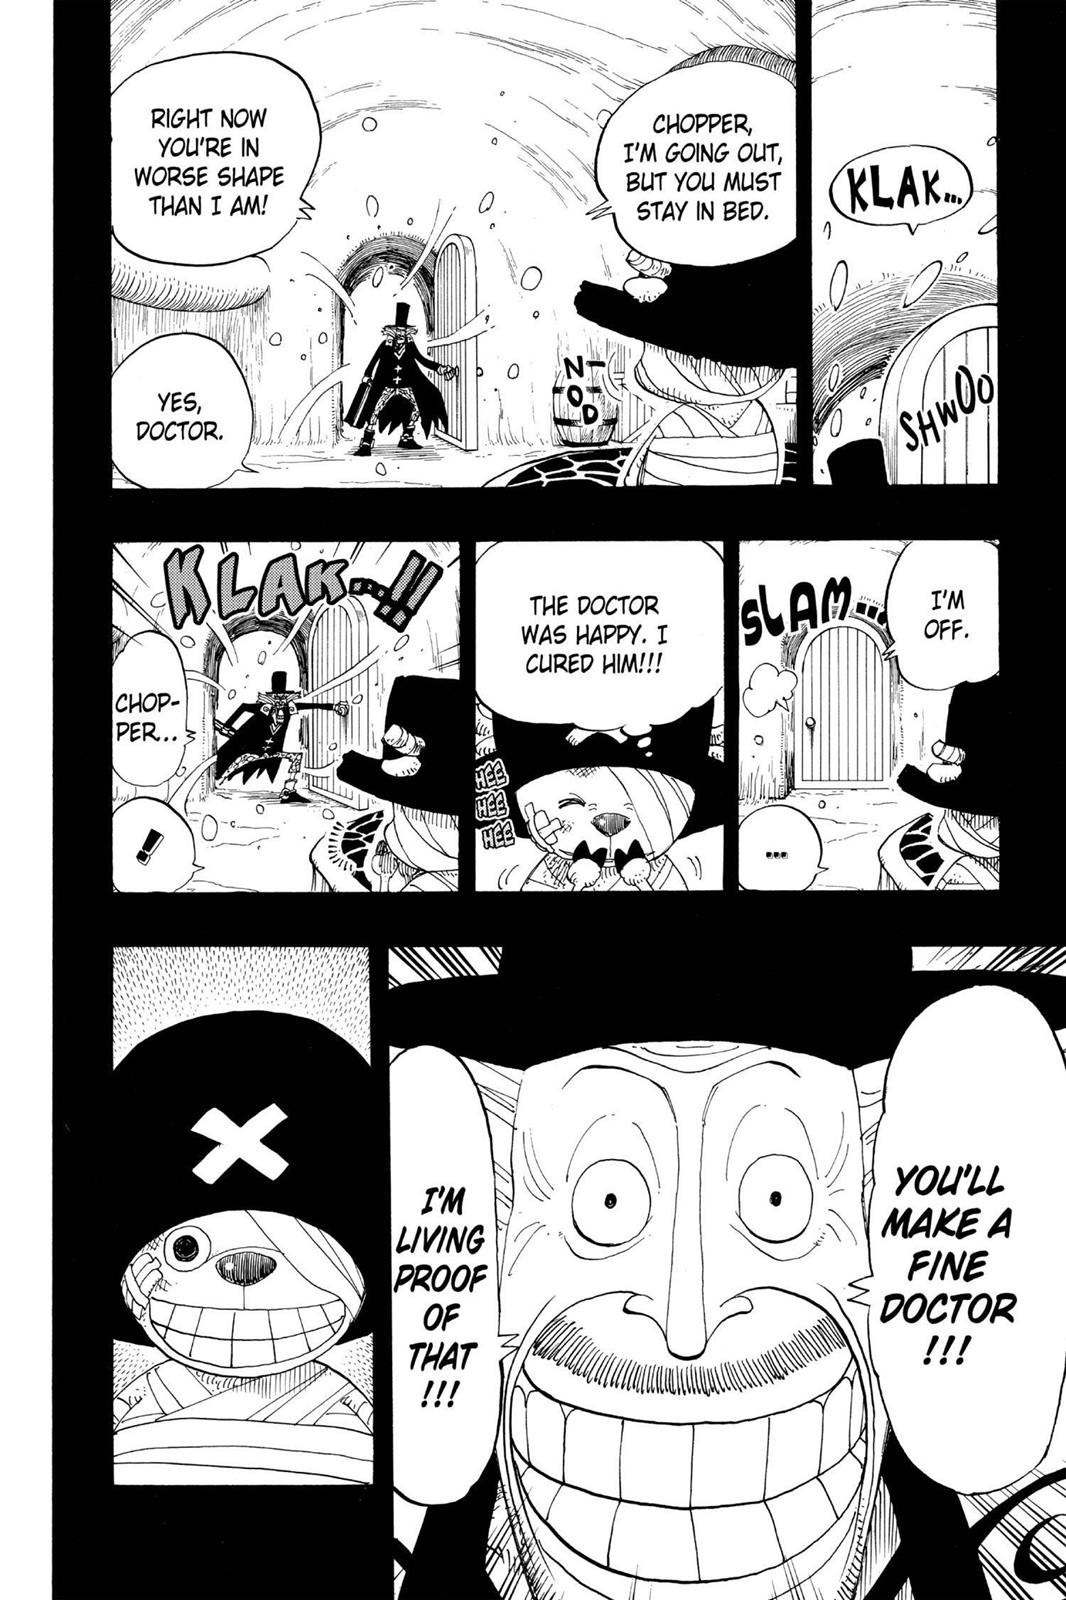 KLAK...
SHWOO
CHOPPER,
I'M GOING OUT,
BUT YOU MUST
STAY IN BED.
RIGHT NOW
YOU'RE IN
WORSE SHAPE
THAN I AM!
NOD
YES,
DOCTOR.
I'M
OFF.
SLAM...
...
THE DOCTOR
WAS HAPPY. I
CURED HIM!!!
HEE
HEE
HEE
KLAK...!!
CHOP-
PER...
!
YOU'LL
MAKE A
FINE
DOCTOR
!!!
I'M
LIVING
PROOF
OF
THAT
!!!